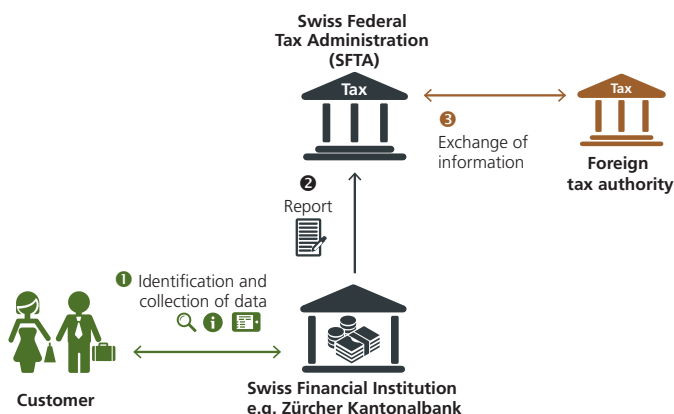 Swiss Federal
Tax Administration
(SFTA)
Tax
Tax
3
Exchange of
information
Foreign
tax authority
2
Report
1 Identification and
collection of data
i
Customer
Swiss Financial Institution
e.g. Zürcher Kantonalbank